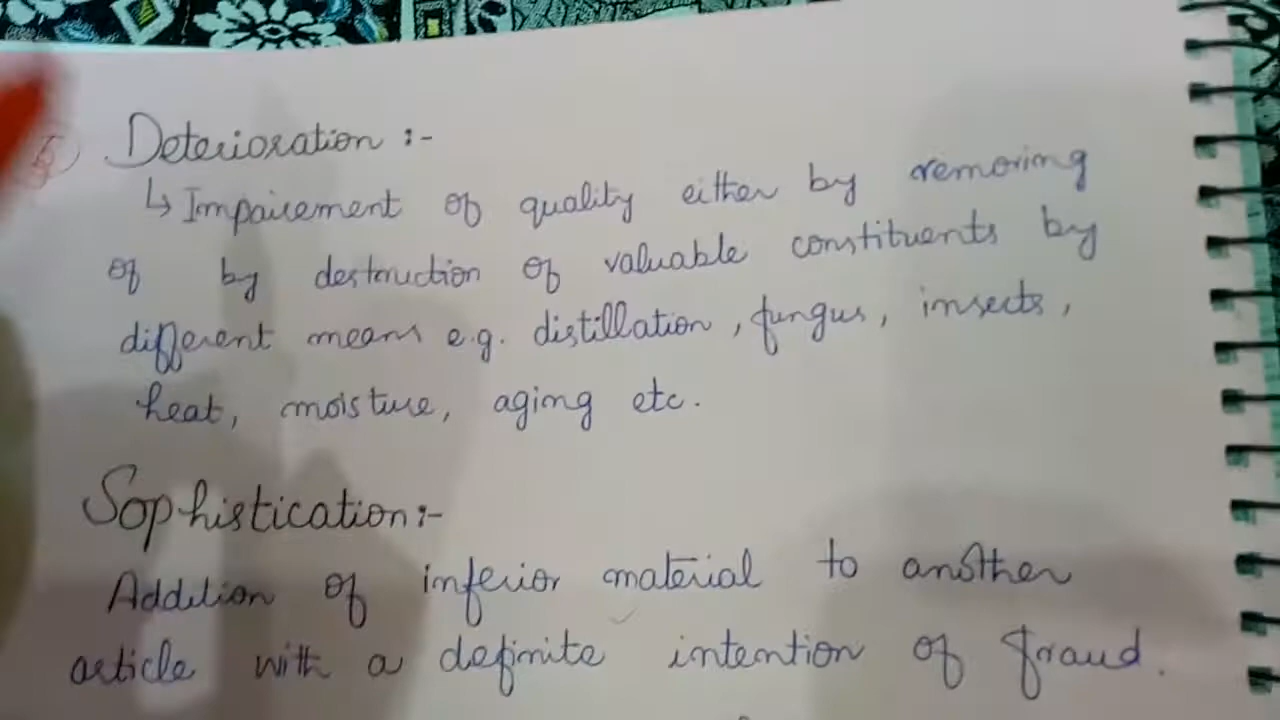 Deterioration :-
↳ Impairement of quality either by removing
of by destruction of valuable constituents by
different means e.g. distillation, fungus, insects,
heat, moisture, aging etc.
Sophistication:-
Addition of inferior material to another
article with a definite intention of fraud.